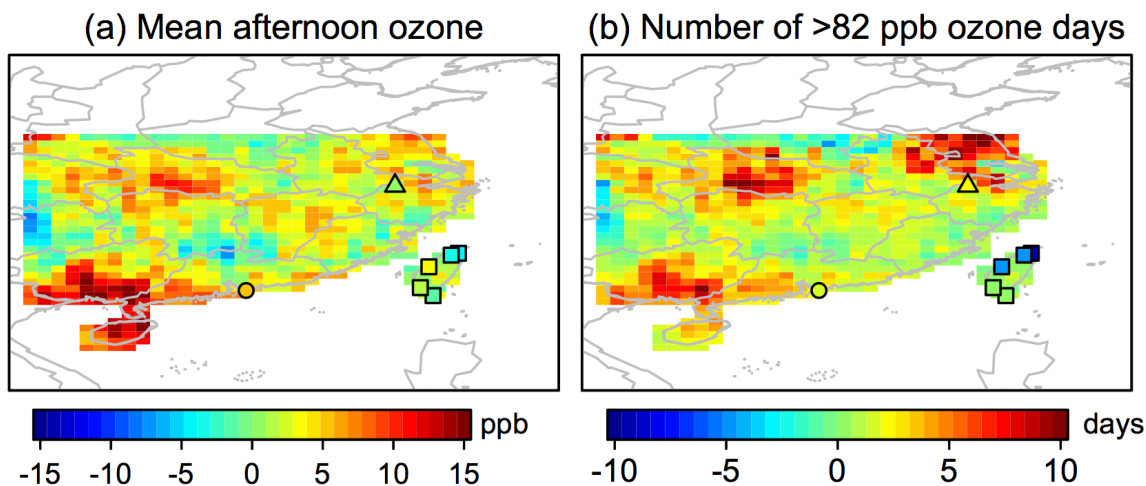 (a) Mean afternoon ozone
(b) Number of >82 ppb ozone days
-15 -5 0 5 10 15 ppb
-10 -5 0 5 10 days